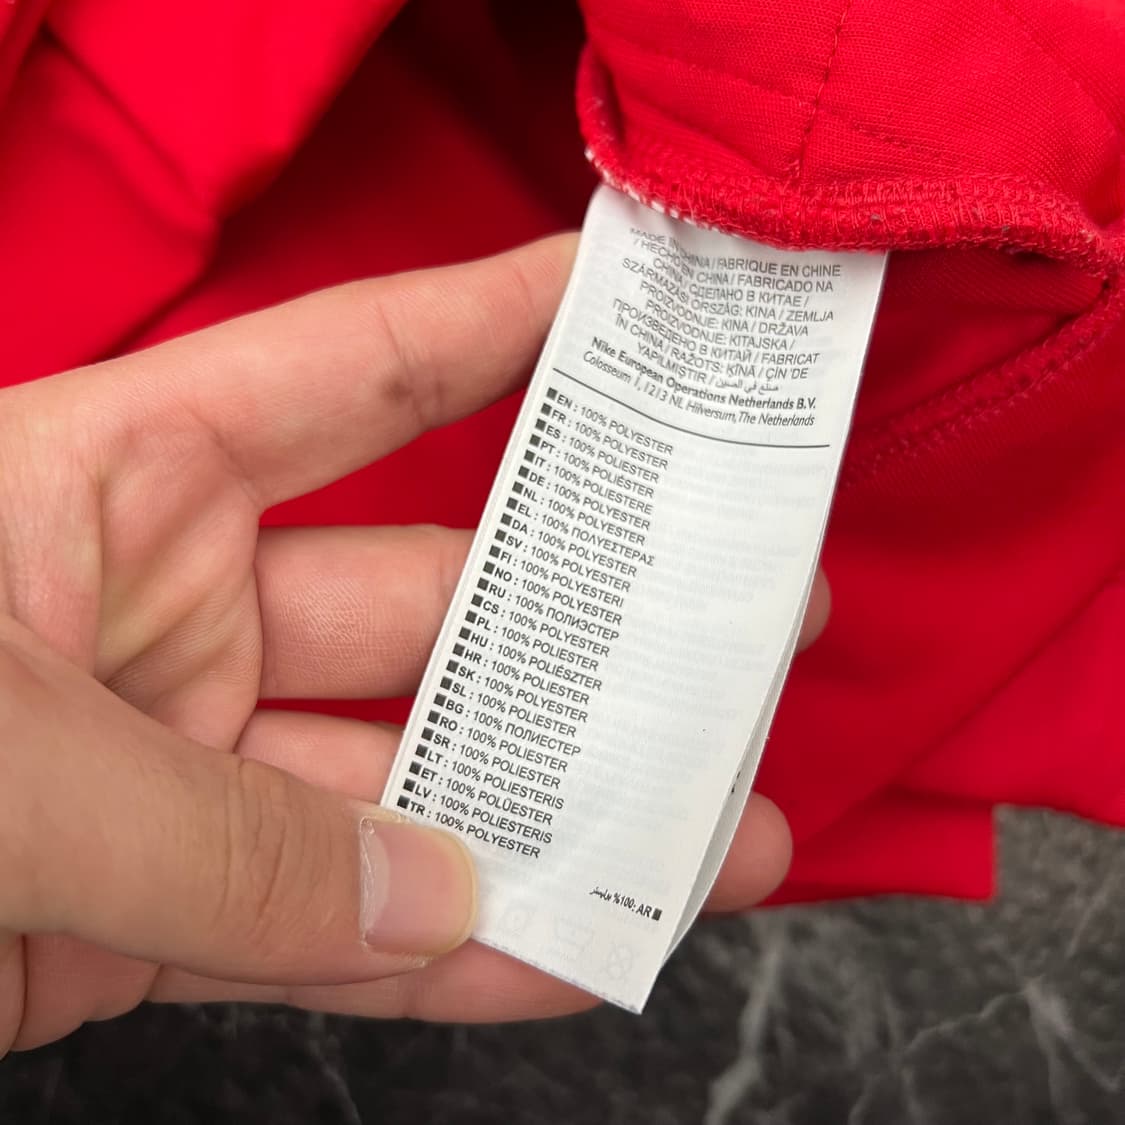 MADE IN CHINA / FABRIQUE EN CHINE
/ HECHO EN CHINA / FABRICADO NA
CHINA / СДЕЛАНО В КИТАЕ /
SZÁRMAZÁSI ORSZÁG: KINA / ZEMLJA
PROIZVODNJE: KINA / DRŽAVA
PROIZVODNJE: KITAJSKA /
ПРОИЗВЕДЕНО В КИТАЙ / FABRICAT
ÎN CHINA / RAŽOTS: ĶĪNA / ÇİN 'DE
YAPILMIŞTIR / صنع في الصين
Nike European Operations Netherlands B.V.
Colosseum 1, 1213 NL Hilversum, The Netherlands
EN : 100% POLYESTER
FR : 100% POLYESTER
ES : 100% POLIESTER
PT : 100% POLIÉSTER
IT : 100% POLIESTERE
DE : 100% POLYESTER
NL : 100% POLYESTER
EL : 100% ΠΟΛΥΕΣΤΕΡΑΣ
DA : 100% POLYESTER
SV : 100% POLYESTER
FI : 100% POLYESTERI
NO : 100% POLYESTER
RU : 100% ПОЛИЭСТЕР
CS : 100% POLYESTER
PL : 100% POLIESTER
HU : 100% POLIÉSZTER
HR : 100% POLIESTER
SK : 100% POLYESTER
SL : 100% POLIESTER
BG : 100% ПОЛИЕСТЕР
RO : 100% POLIESTER
SR : 100% POLIESTER
LT : 100% POLIESTERIS
ET : 100% POLÜESTER
LV : 100% POLIESTERIS
TR : 100% POLYESTER
AR :100% بوليستر